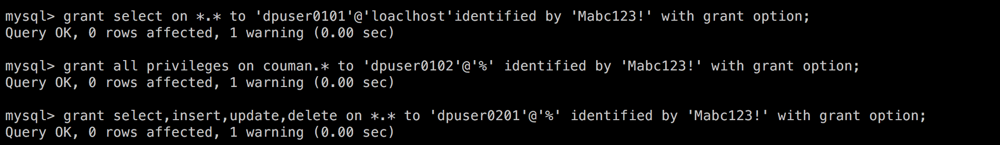 mysql> grant select on *.* to 'dpuser0101'@'loaclhost'identified by 'Mabc123!' with grant option;
Query OK, 0 rows affected, 1 warning (0.00 sec)
mysql> grant all privileges on couman.* to 'dpuser0102'@'%' identified by 'Mabc123!' with grant option;
Query OK, 0 rows affected, 1 warning (0.00 sec)
mysql> grant select,insert,update,delete on *.* to 'dpuser0201'@'%' identified by 'Mabc123!' with grant option;
Query OK, 0 rows affected, 1 warning (0.00 sec)